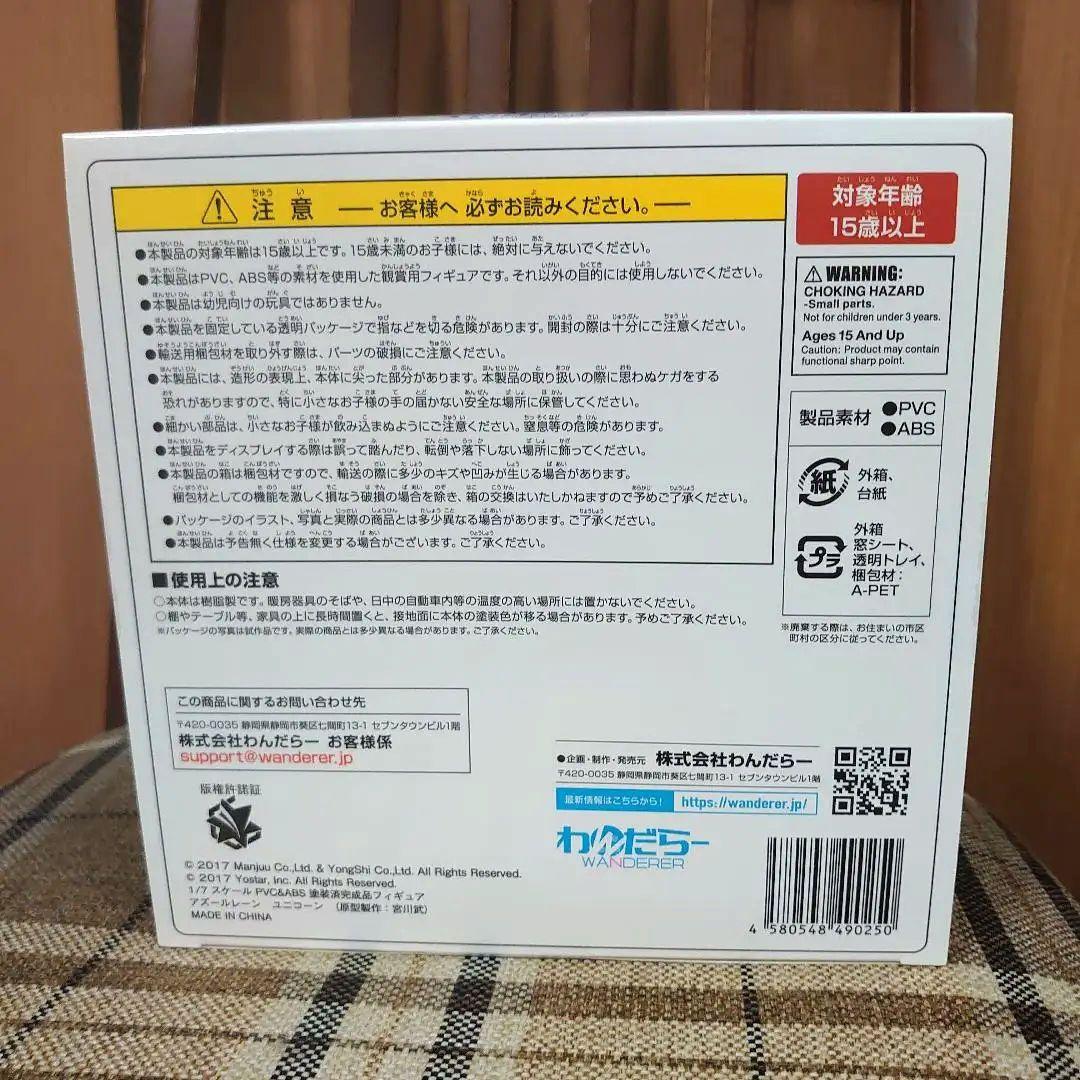 注意 ―お客様へ 必ずお読みください。―
●本製品の対象年齢は15歳以上です。15歳未満のお子様には、絶対に与えないでください。
●本製品はPVC、ABS等の素材を使用した観賞用フィギュアです。それ以外の目的には使用しないでください。
●本製品は幼児向けの玩具ではありません。
●本製品を固定している透明パッケージで指などを切る危険があります。開封の際は十分にご注意ください。
●輸送用梱包材を取り外す際は、パーツの破損にご注意ください。
●本製品には、造形の表現上、本体に尖った部分があります。本製品の取り扱いの際に思わぬケガをする
恐れがありますので、特に小さなお子様の手の届かない安全な場所に保管してください。
●細かい部品は、小さなお子様が飲み込まぬようにご注意ください。窒息等の危険があります。
●本製品をディスプレイする際は誤って踏んだり、転倒や落下しない場所に飾ってください。
●本製品の箱は梱包材ですので、輸送の際に多少のキズや凹みが生じる場合があります。
梱包材としての機能を激しく損なう破損の場合を除き、箱の交換はいたしかねますので予めご了承ください。
●パッケージのイラスト、写真と実際の商品とは多少異なる場合があります。ご了承ください。
●本製品は予告無く仕様を変更する場合がございます。ご了承ください。
■使用上の注意
○本体は樹脂製です。暖房器具のそばや、日中の自動車内等の温度の高い場所には置かないでください。
○棚やテーブル等、家具の上に長時間置くと、接地面に本体の塗装色が移る場合があります。予めご了承ください。
※パッケージの写真は試作品です。実際の商品とは多少異なる場合があります。ご了承ください。
対象年齢
15歳以上
WARNING:
CHOKING HAZARD
-Small parts.
Not for children under 3 years.
Ages 15 And Up
Caution: Product may contain
functional sharp point.
製品素材 ●PVC
●ABS
紙 外箱、
台紙
プラ 外箱
窓シート、
透明トレイ、
梱包材:
A-PET
※廃棄する際は、お住まいの市区
町村の区分に従ってください。
この商品に関するお問い合わせ先
〒420-0035 静岡県静岡市葵区七間町13-1 セブンタウンビル1階
株式会社わんだらー お客様係
support@wanderer.jp
版権許諾証
© 2017 Manjuu Co.,Ltd. & YongShi Co.,Ltd. All Rights Reserved.
© 2017 Yostar, Inc. All Rights Reserved.
1/7 スケール PVC&ABS 塗装済完成品フィギュア
アズールレーン ユニコーン (原型製作:宮川武)
MADE IN CHINA
●企画・制作・発売元 株式会社わんだらー
〒420-0035 静岡県静岡市葵区七間町13-1 セブンタウンビル1階
最新情報はこちらから! https://wanderer.jp/
わんだらー
WANDERER
4 580548 490250